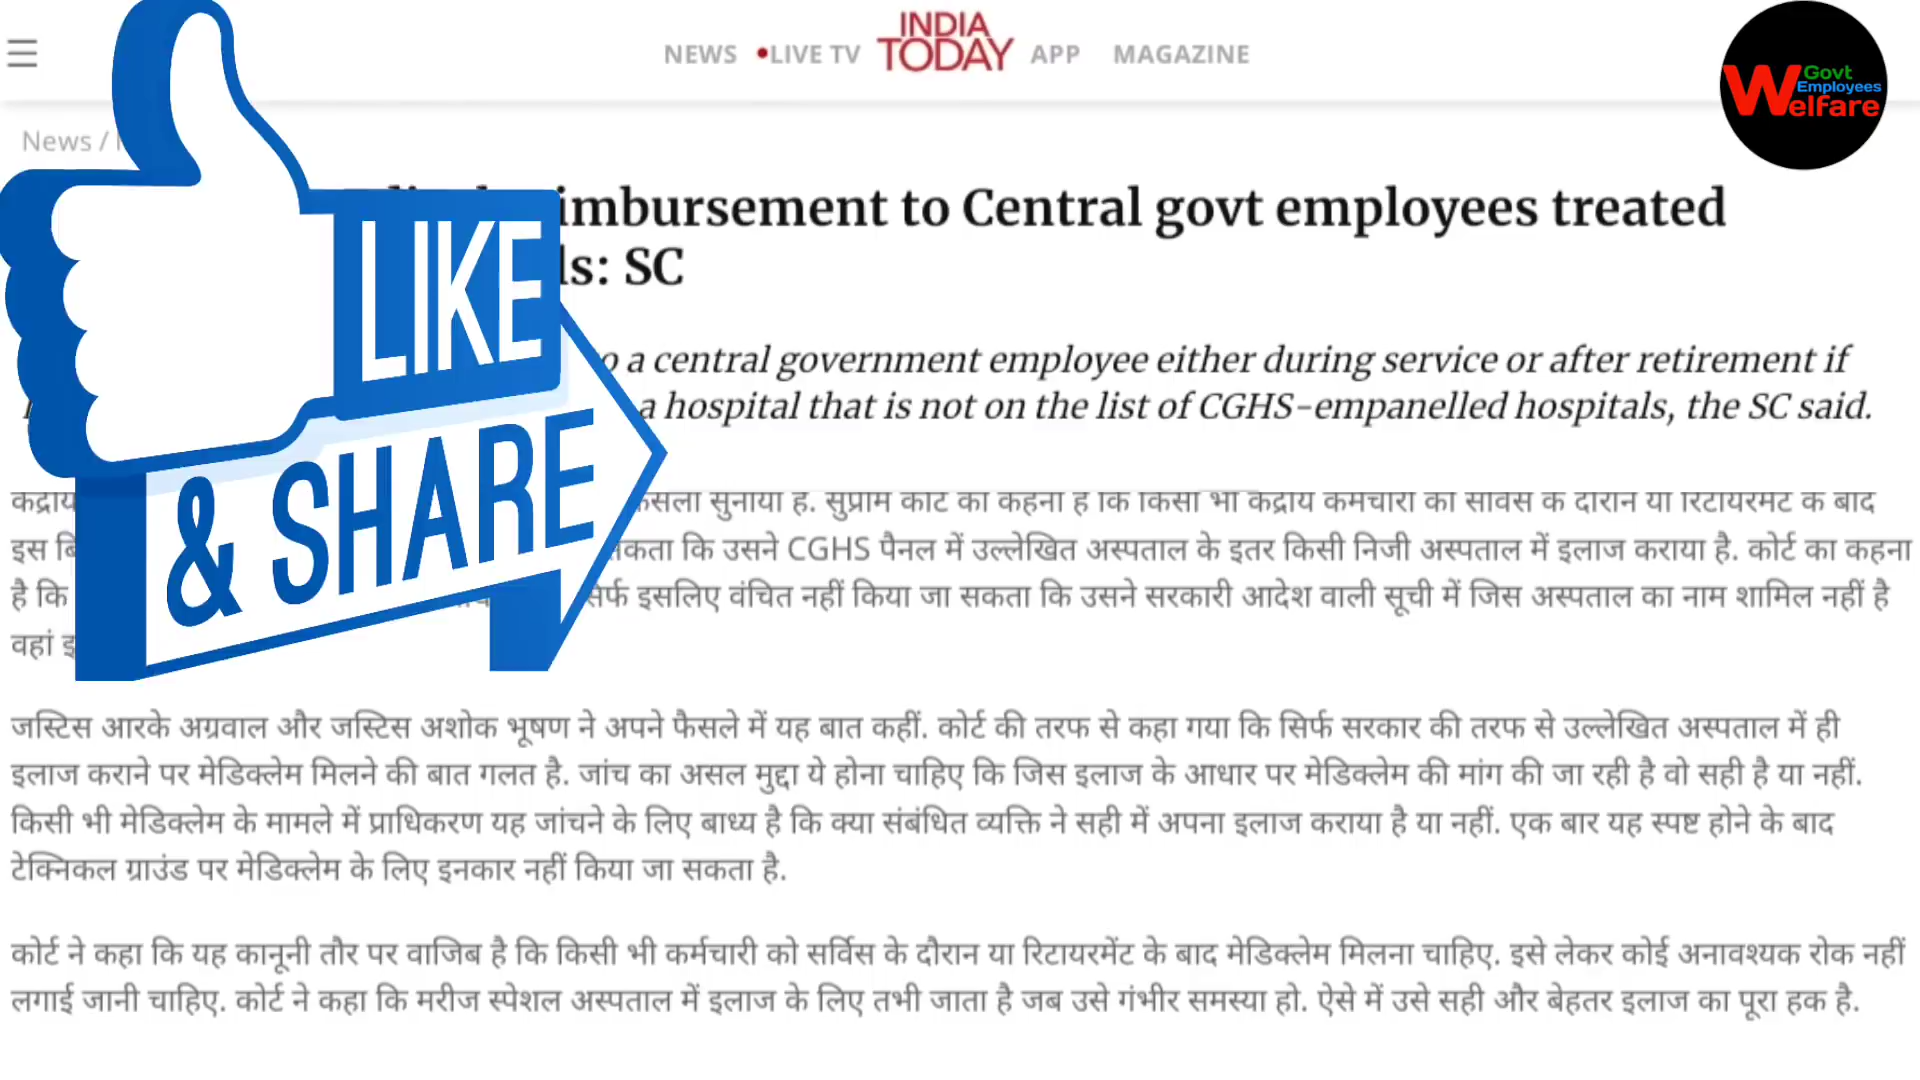 INDIA
NEWS •LIVE TV TODAY APP MAGAZINE
Govt
Employees
Welfare
News /
imbursement to Central govt employees treated
ls: SC
LIKE
a central government employee either during service or after retirement if
a hospital that is not on the list of CGHS-empanelled hospitals, the SC said.
& SHARE
सुनाया है. सुप्रीम कोर्ट का कहना है कि किसी भी केंद्रीय कर्मचारी को सर्विस के दौरान या रिटायरमेंट के बाद
इस कि उसने CGHS पैनल में उल्लेखित अस्पताल के इतर किसी निजी अस्पताल में इलाज कराया है. कोर्ट का कहना
है कि इसलिए वंचित नहीं किया जा सकता कि उसने सरकारी आदेश वाली सूची में जिस अस्पताल का नाम शामिल नहीं है
वहां
जस्टिस आरके अग्रवाल और जस्टिस अशोक भूषण ने अपने फैसले में यह बात कहीं. कोर्ट की तरफ से कहा गया कि सिर्फ सरकार की तरफ से उल्लेखित अस्पताल में ही
इलाज कराने पर मेडिक्लेम मिलने की बात गलत है. जांच का असल मुद्दा ये होना चाहिए कि जिस इलाज के आधार पर मेडिक्लेम की मांग की जा रही है वो सही है या नहीं.
किसी भी मेडिक्लेम के मामले में प्राधिकरण यह जांचने के लिए बाध्य है कि क्या संबंधित व्यक्ति ने सही में अपना इलाज कराया है या नहीं. एक बार यह स्पष्ट होने के बाद
टेक्निकल ग्राउंड पर मेडिक्लेम के लिए इनकार नहीं किया जा सकता है.
कोर्ट ने कहा कि यह कानूनी तौर पर वाजिब है कि किसी भी कर्मचारी को सर्विस के दौरान या रिटायरमेंट के बाद मेडिक्लेम मिलना चाहिए. इसे लेकर कोई अनावश्यक रोक नहीं
लगाई जानी चाहिए. कोर्ट ने कहा कि मरीज स्पेशल अस्पताल में इलाज के लिए तभी जाता है जब उसे गंभीर समस्या हो. ऐसे में उसे सही और बेहतर इलाज का पूरा हक है.